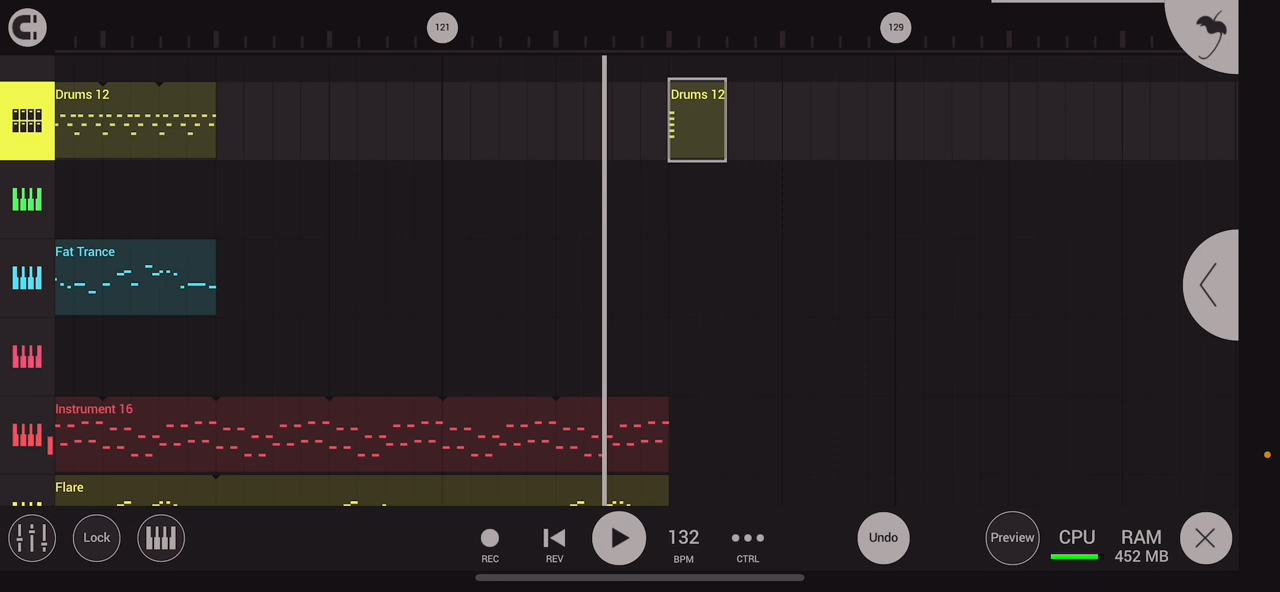 121
129
Drums 12
Drums 12
Fat Trance
Instrument 16
Flare
Lock
REC
REV
132
BPM
CTRL
Undo
Preview
CPU
RAM
452 MB